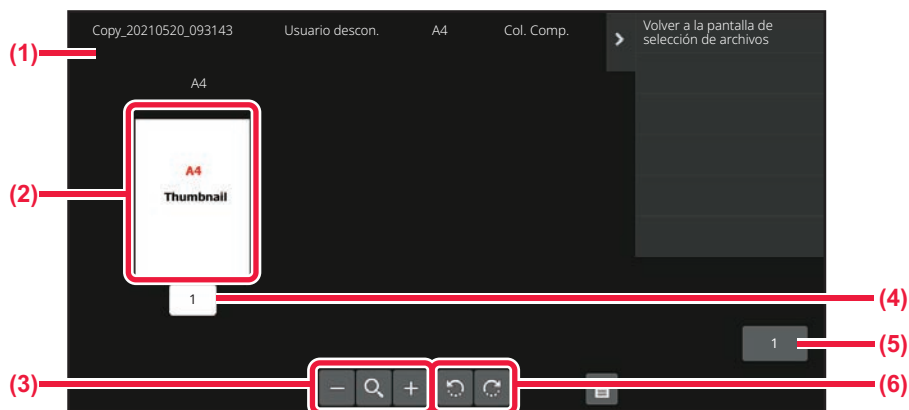 Copy_20210520_093143 Usuario descon. A4 Col. Comp. Volver a la pantalla de
selección de archivos
(1)
A4
A4
Thumbnail
(2)
1
(4)
1
(5)
(3)
(6)